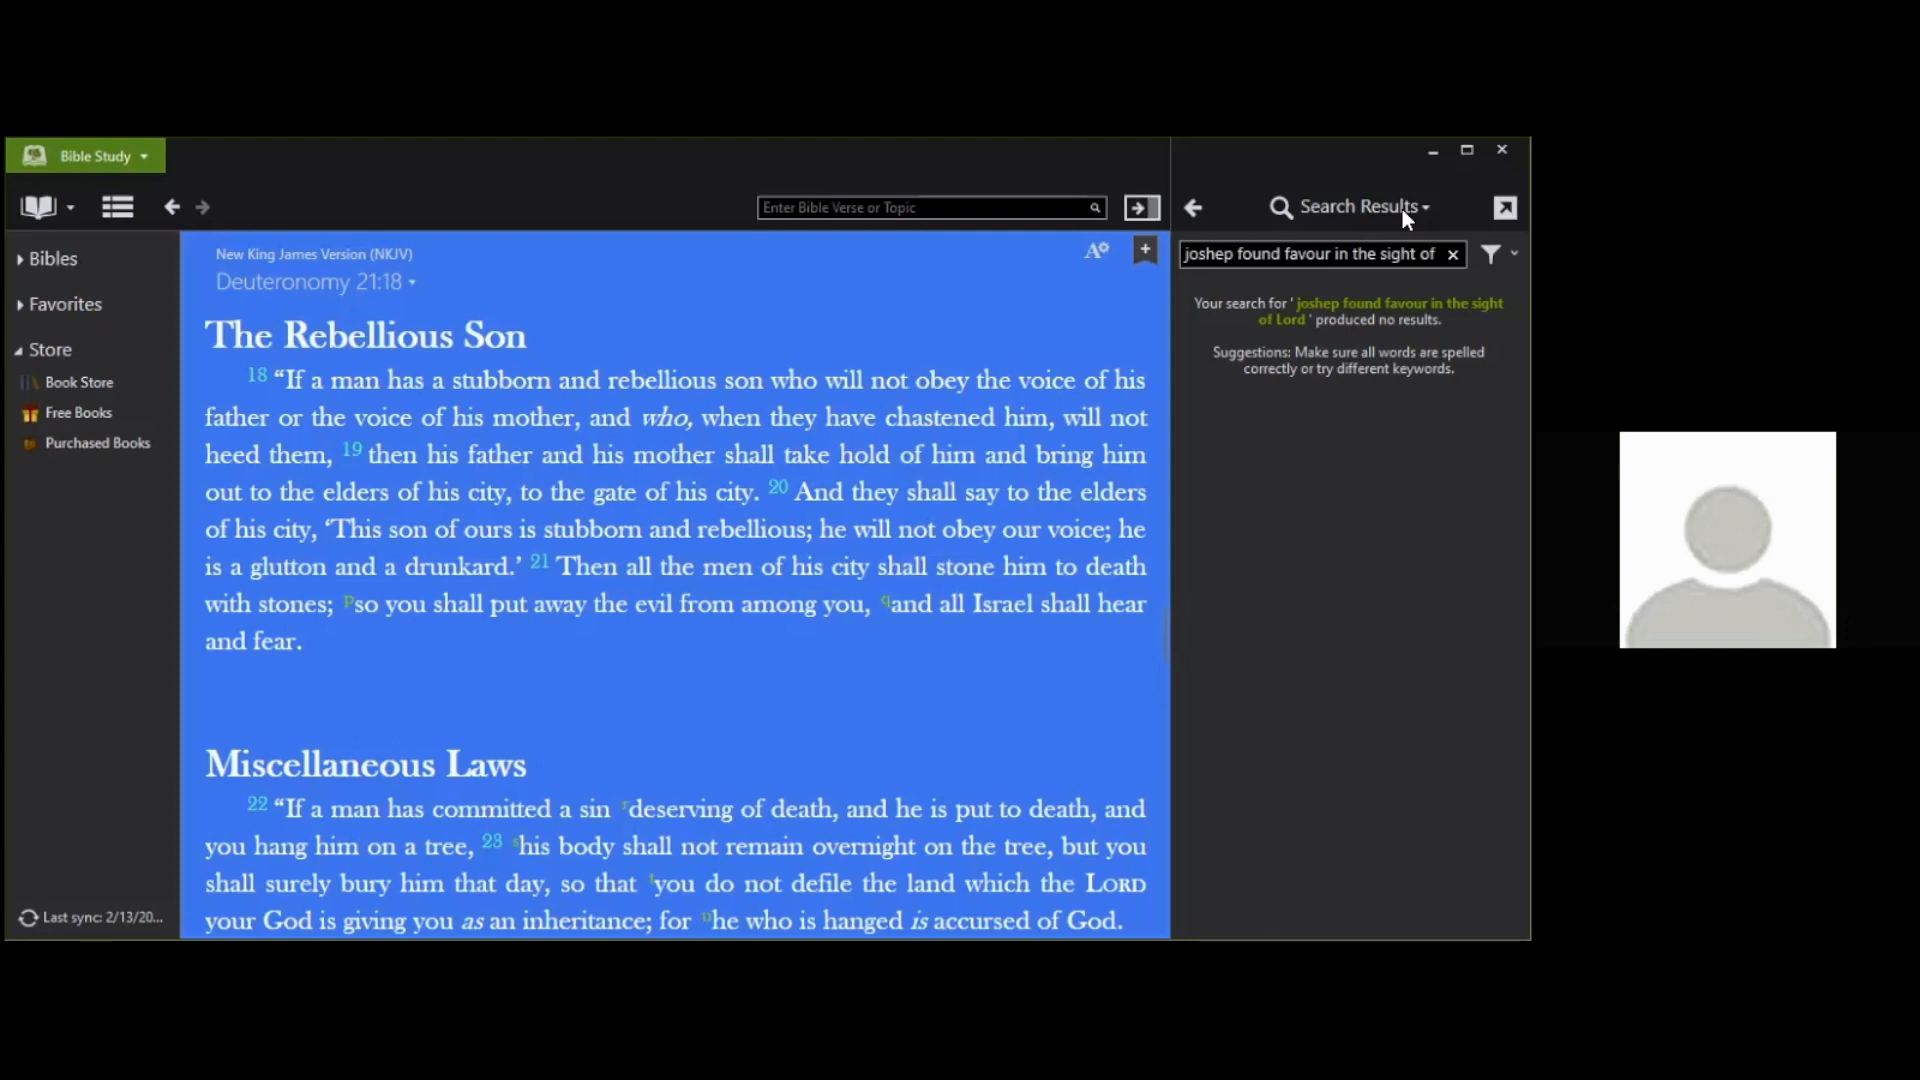 Bible Study
Enter Bible Verse or Topic
Search Results
Bibles
Favorites
Store
Book Store
Free Books
Purchased Books
Last sync: 2/13/20...
New King James Version (NKJV)
Deuteronomy 21:18
The Rebellious Son
18 “If a man has a stubborn and rebellious son who will not obey the voice of his
father or the voice of his mother, and who, when they have chastened him, will not
heed them, 19 then his father and his mother shall take hold of him and bring him
out to the elders of his city, to the gate of his city. 20 And they shall say to the elders
of his city, ‘This son of ours is stubborn and rebellious; he will not obey our voice; he
is a glutton and a drunkard.’ 21 Then all the men of his city shall stone him to death
with stones; p so you shall put away the evil from among you, q and all Israel shall hear
and fear.
Miscellaneous Laws
22 “If a man has committed a sin r deserving of death, and he is put to death, and
you hang him on a tree, 23 s his body shall not remain overnight on the tree, but you
shall surely bury him that day, so that t you do not defile the land which the LORD
your God is giving you as an inheritance; for u he who is hanged is accursed of God.
joshep found favour in the sight of
Your search for ' joshep found favour in the sight
of Lord ' produced no results.
Suggestions: Make sure all words are spelled
correctly or try different keywords.